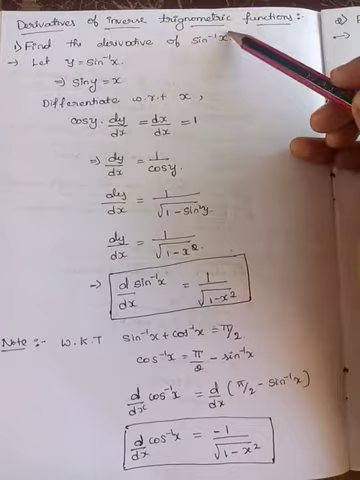 Derivatives of inverse trignometric functions:-
1) Find the derivative of sin⁻¹x.
→ Let y = sin⁻¹x.
⇒ siny = x
Differentiate w.r.t x,
cosy. dy/dx = dx/dx = 1
⇒ dy/dx = 1/cosy.
dy/dx = 1/√(1-sin²y)
dy/dx = 1/√(1-x²).
→ d/dx sin⁻¹x = 1/√(1-x²)
Note :- W.K.T sin⁻¹x + cos⁻¹x = π/2
cos⁻¹x = π/2 - sin⁻¹x
d/dx cos⁻¹x = d/dx (π/2 - sin⁻¹x)
d/dx cos⁻¹x = -1/√(1-x²)